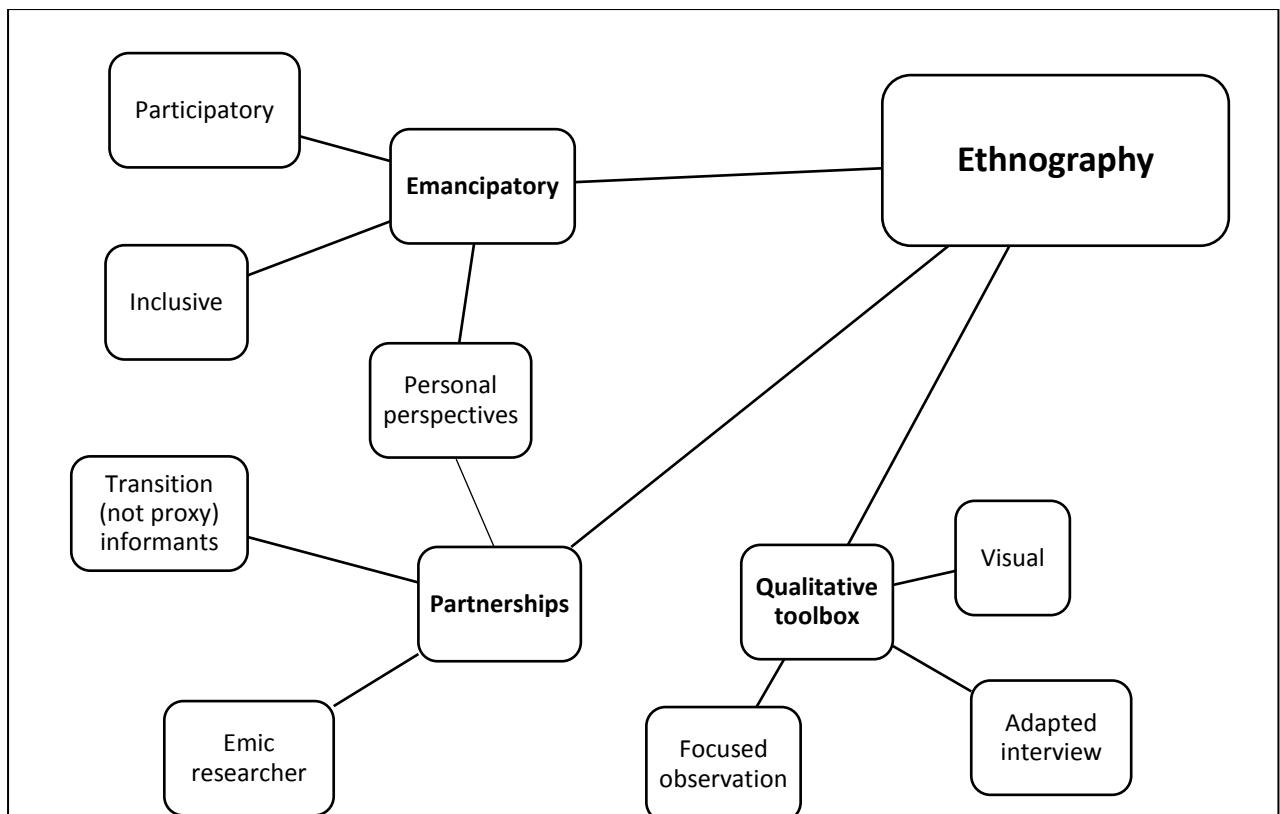 Participatory
Ethnography
Emancipatory
Inclusive
Personal
perspectives
Transition
(not proxy)
informants
Visual
Partnerships
Qualitative
toolbox
Emic
researcher
Focused
observation
Adapted
interview